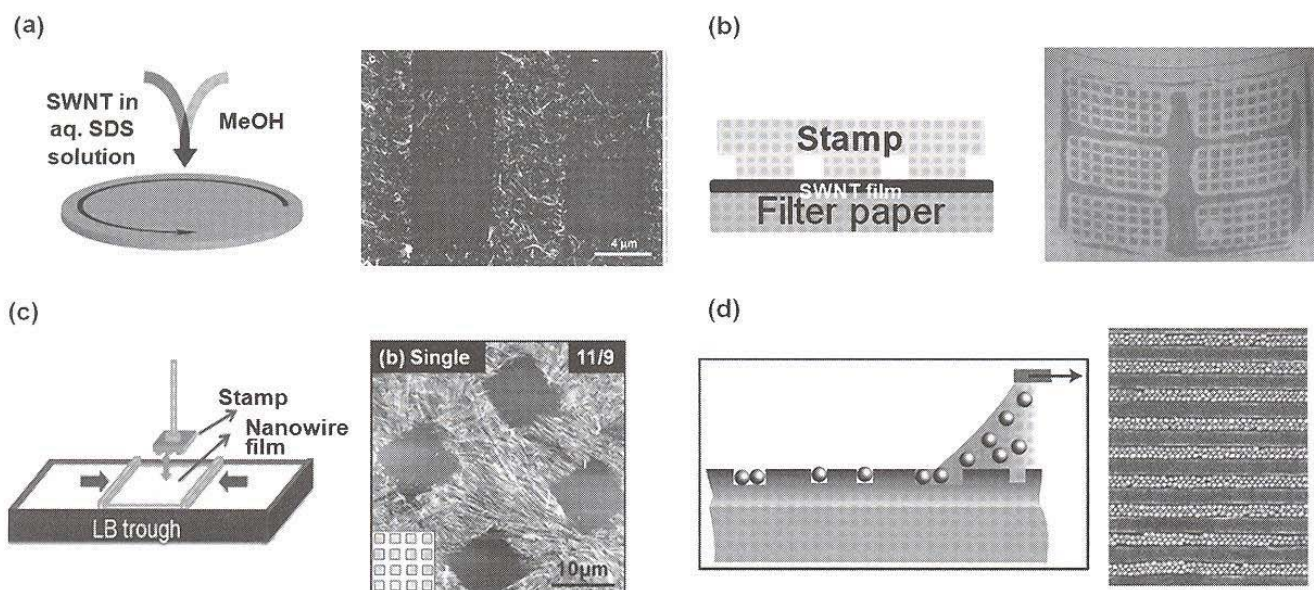 (a)
SWNT in
aq. SDS
solution
MeOH
4 µm
(b)
Stamp
SWNT film
Filter paper
(c)
Stamp
Nanowire
film
LB trough
(b) Single
11/9
10µm
(d)